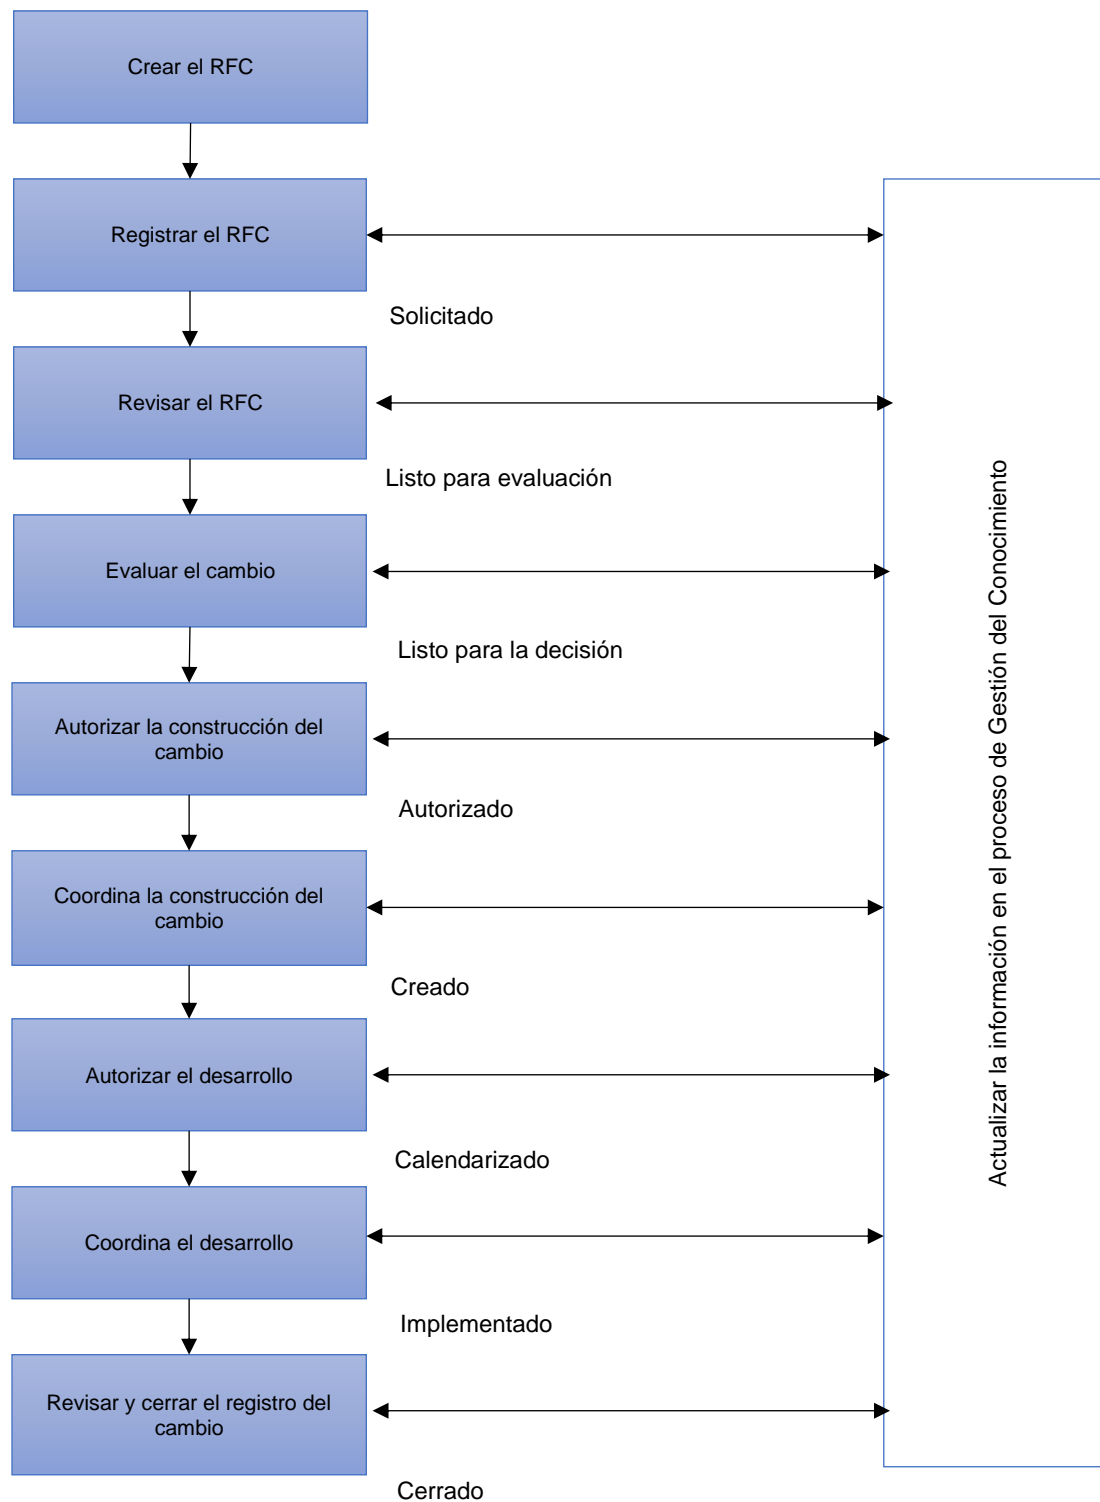 Crear el RFC
Registrar el RFC
Solicitado
Revisar el RFC
Listo para evaluación
Evaluar el cambio
Listo para la decisión
Autorizar la construcción del
cambio
Autorizado
Coordina la construcción del
cambio
Creado
Autorizar el desarrollo
Calendarizado
Coordina el desarrollo
Implementado
Revisar y cerrar el registro del
cambio
Cerrado
Actualizar la información en el proceso de Gestión del Conocimiento